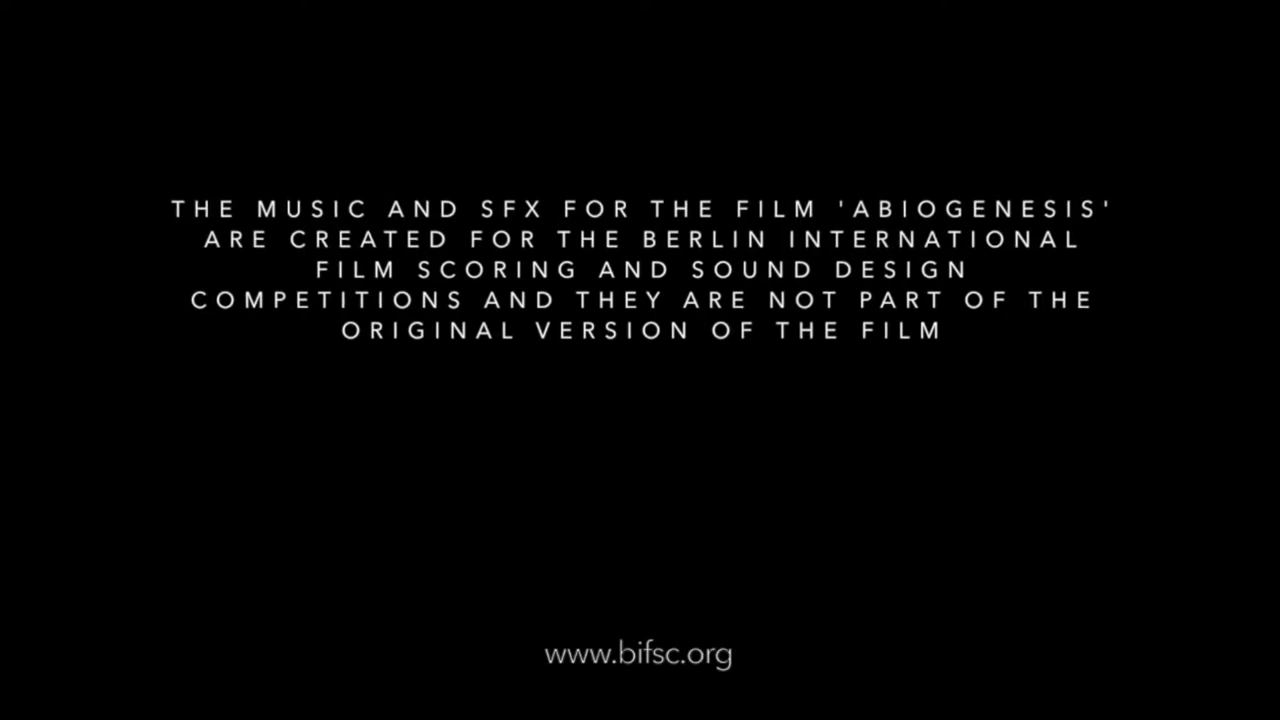 THE MUSIC AND SFX FOR THE FILM 'ABIOGENESIS'
ARE CREATED FOR THE BERLIN INTERNATIONAL
FILM SCORING AND SOUND DESIGN
COMPETITIONS AND THEY ARE NOT PART OF THE
ORIGINAL VERSION OF THE FILM
www.bifsc.org